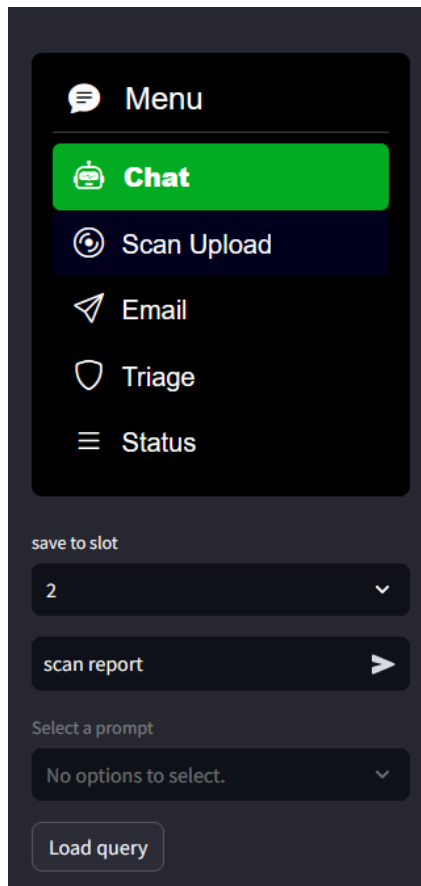 Menu
Chat
Scan Upload
Email
Triage
Status
save to slot
2
scan report
Select a prompt
No options to select.
Load query